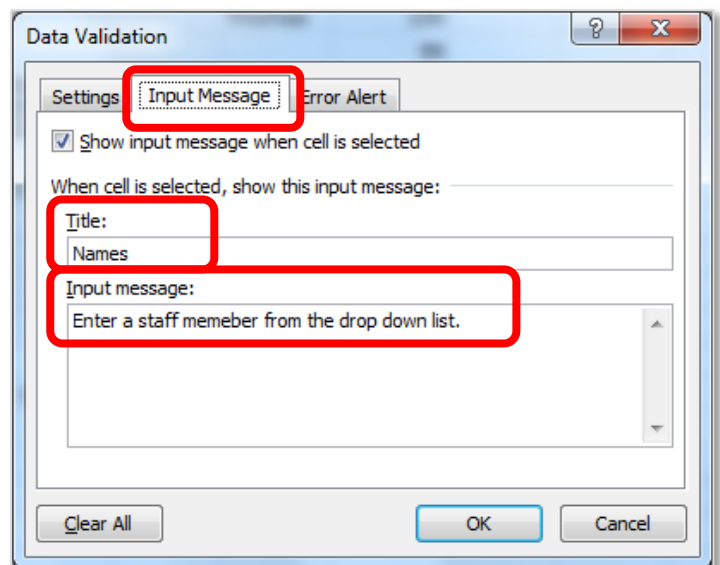 Data Validation
Settings Input Message Error Alert
Show input message when cell is selected
When cell is selected, show this input message:
Title:
Names
Input message:
Enter a staff memeber from the drop down list.
Clear All OK Cancel